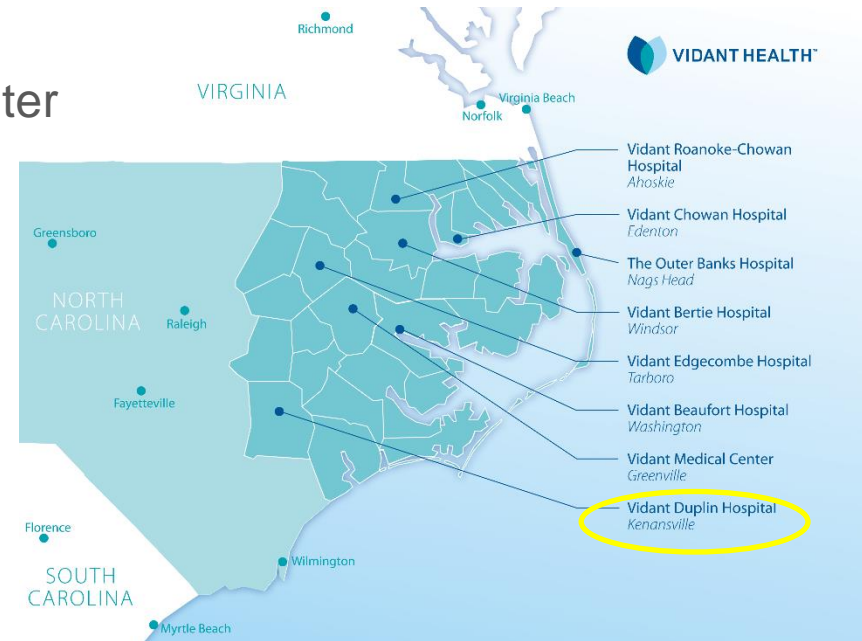 ter
Richmond
VIDANT HEALTH™
VIRGINIA
Virginia Beach
Norfolk
Vidant Roanoke-Chowan
Hospital
Ahoskie
Vidant Chowan Hospital
Edenton
Greensboro
The Outer Banks Hospital
Nags Head
NORTH
CAROLINA
Raleigh
Vidant Bertie Hospital
Windsor
Vidant Edgecombe Hospital
Tarboro
Fayetteville
Vidant Beaufort Hospital
Washington
Vidant Medical Center
Greenville
Vidant Duplin Hospital
Kenansville
Florence
Wilmington
SOUTH
CAROLINA
Myrtle Beach